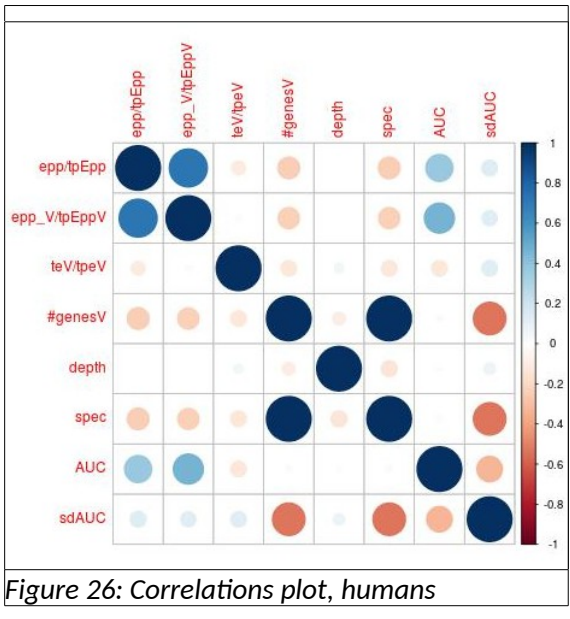 epp/tpEpp
epp_V/tpEppV
teV/tpeV
#genesV
depth
spec
AUC
sdAUC
epp/tpEpp
epp_V/tpEppV
teV/tpeV
#genesV
depth
spec
AUC
sdAUC
1
0.8
0.6
0.4
0.2
0
-0.2
-0.4
-0.6
-0.8
-1
Figure 26: Correlations plot, humans